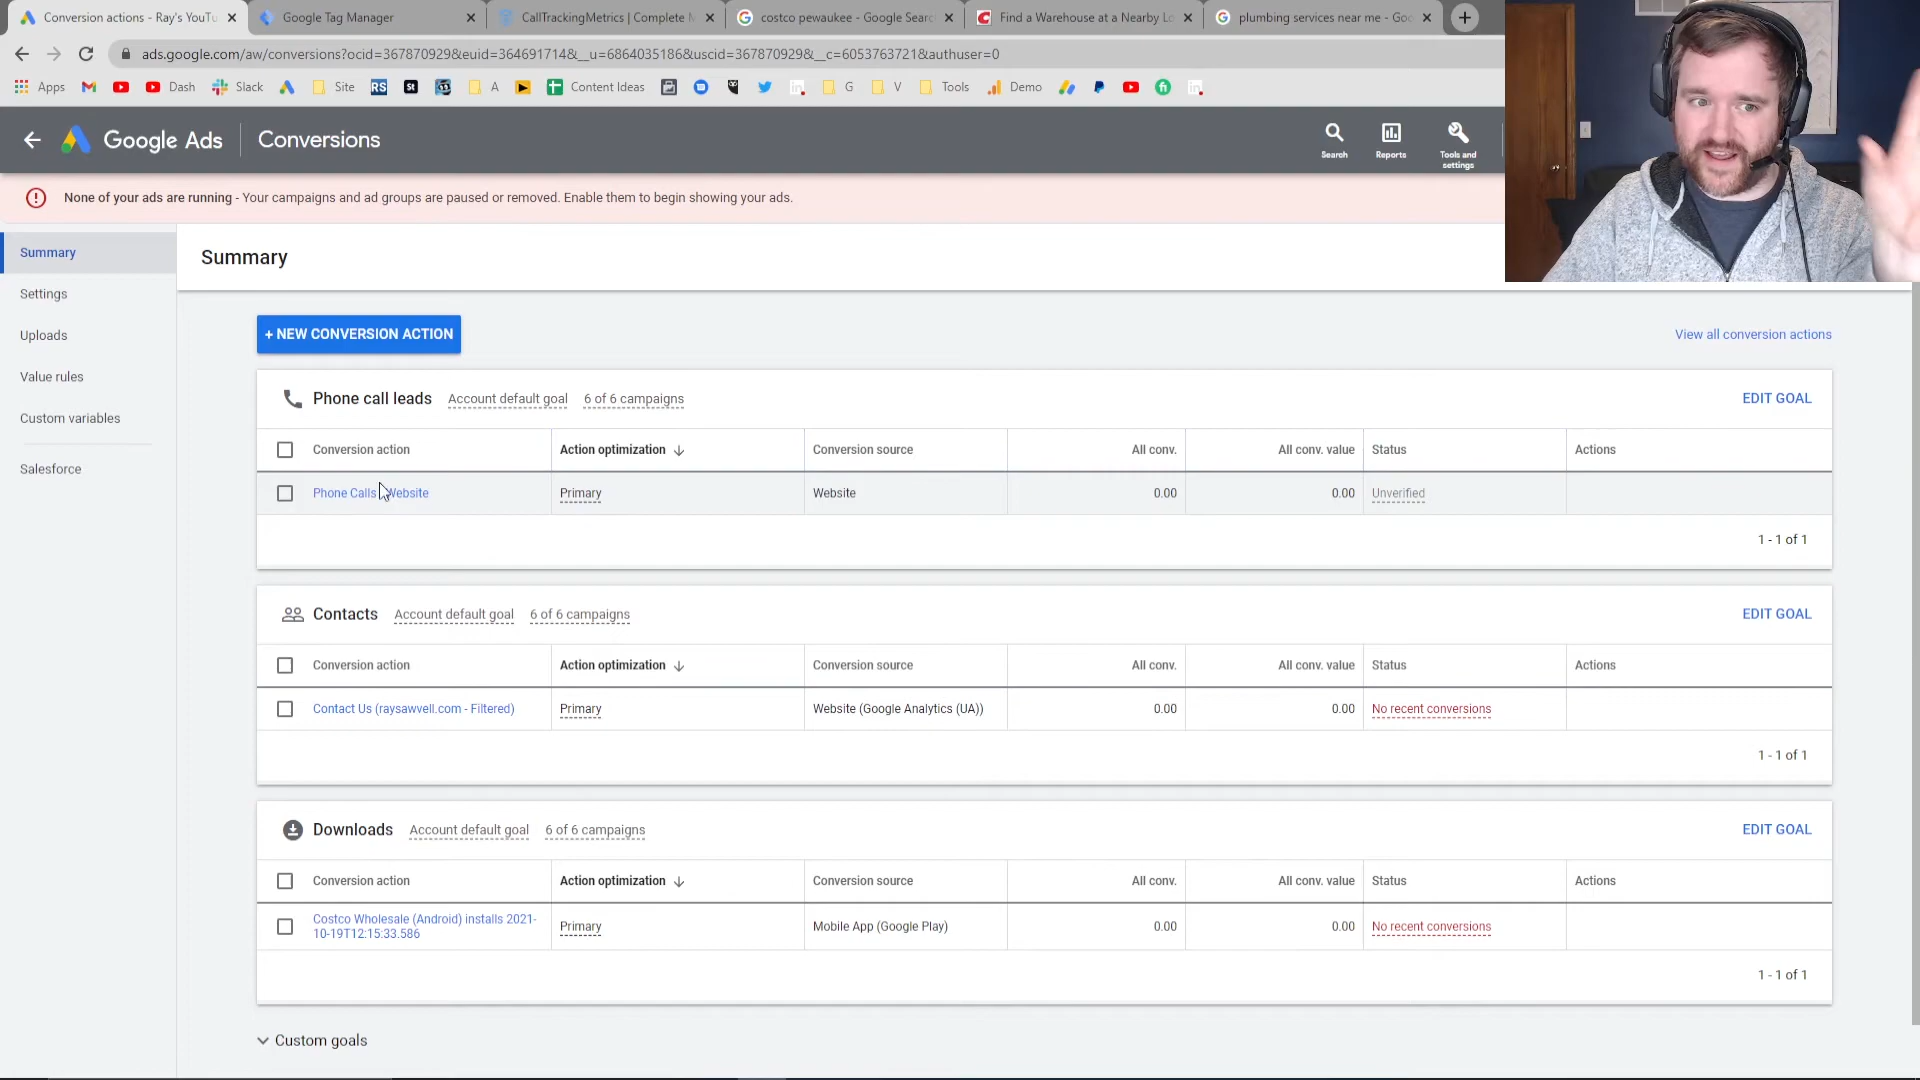 Conversion actions - Ray's YouTu
Google Tag Manager
CallTrackingMetrics | Complete M
costco pewaukee - Google Searc
Find a Warehouse at a Nearby Lo
plumbing services near me - Goo
ads.google.com/aw/conversions?ocid=367870929&euid=364691714&__u=6864035186&uscid=367870929&__c=6053763721&authuser=0
Apps Dash Slack Site RS St A Content Ideas G V Tools Demo
Google Ads Conversions
Search Reports Tools and
settings
None of your ads are running - Your campaigns and ad groups are paused or removed. Enable them to begin showing your ads.
Summary
Settings
Uploads
Value rules
Custom variables
Salesforce
Summary
+ NEW CONVERSION ACTION
View all conversion actions
Phone call leads Account default goal 6 of 6 campaigns EDIT GOAL
Conversion action Action optimization Conversion source All conv. All conv. value Status Actions
Phone Calls Website Primary Website 0.00 0.00 Unverified
1 - 1 of 1
Contacts Account default goal 6 of 6 campaigns EDIT GOAL
Conversion action Action optimization Conversion source All conv. All conv. value Status Actions
Contact Us (raysawvell.com - Filtered) Primary Website (Google Analytics (UA)) 0.00 0.00 No recent conversions
1 - 1 of 1
Downloads Account default goal 6 of 6 campaigns EDIT GOAL
Conversion action Action optimization Conversion source All conv. All conv. value Status Actions
Costco Wholesale (Android) installs 2021-
10-19T12:15:33.586 Primary Mobile App (Google Play) 0.00 0.00 No recent conversions
1 - 1 of 1
Custom goals